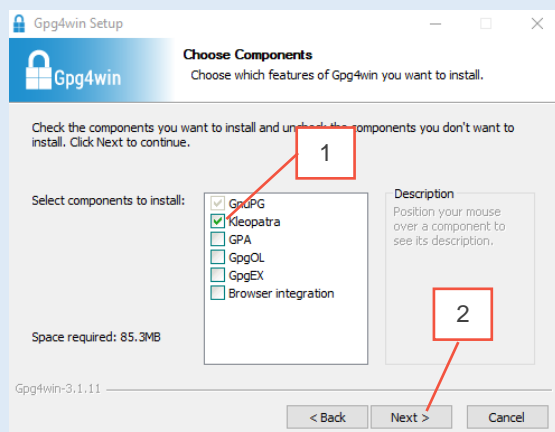 Gpg4win Setup
Gpg4win
Choose Components
Choose which features of Gpg4win you want to install.
Check the components you want to install and uncheck the components you don't want to
install. Click Next to continue.
1
Select components to install:
GnuPG
Kleopatra
GPA
GpgOL
GpgEX
Browser integration
Description
Position your mouse
over a component to
see its description.
2
Space required: 85.3MB
Gpg4win-3.1.11
< Back
Next >
Cancel